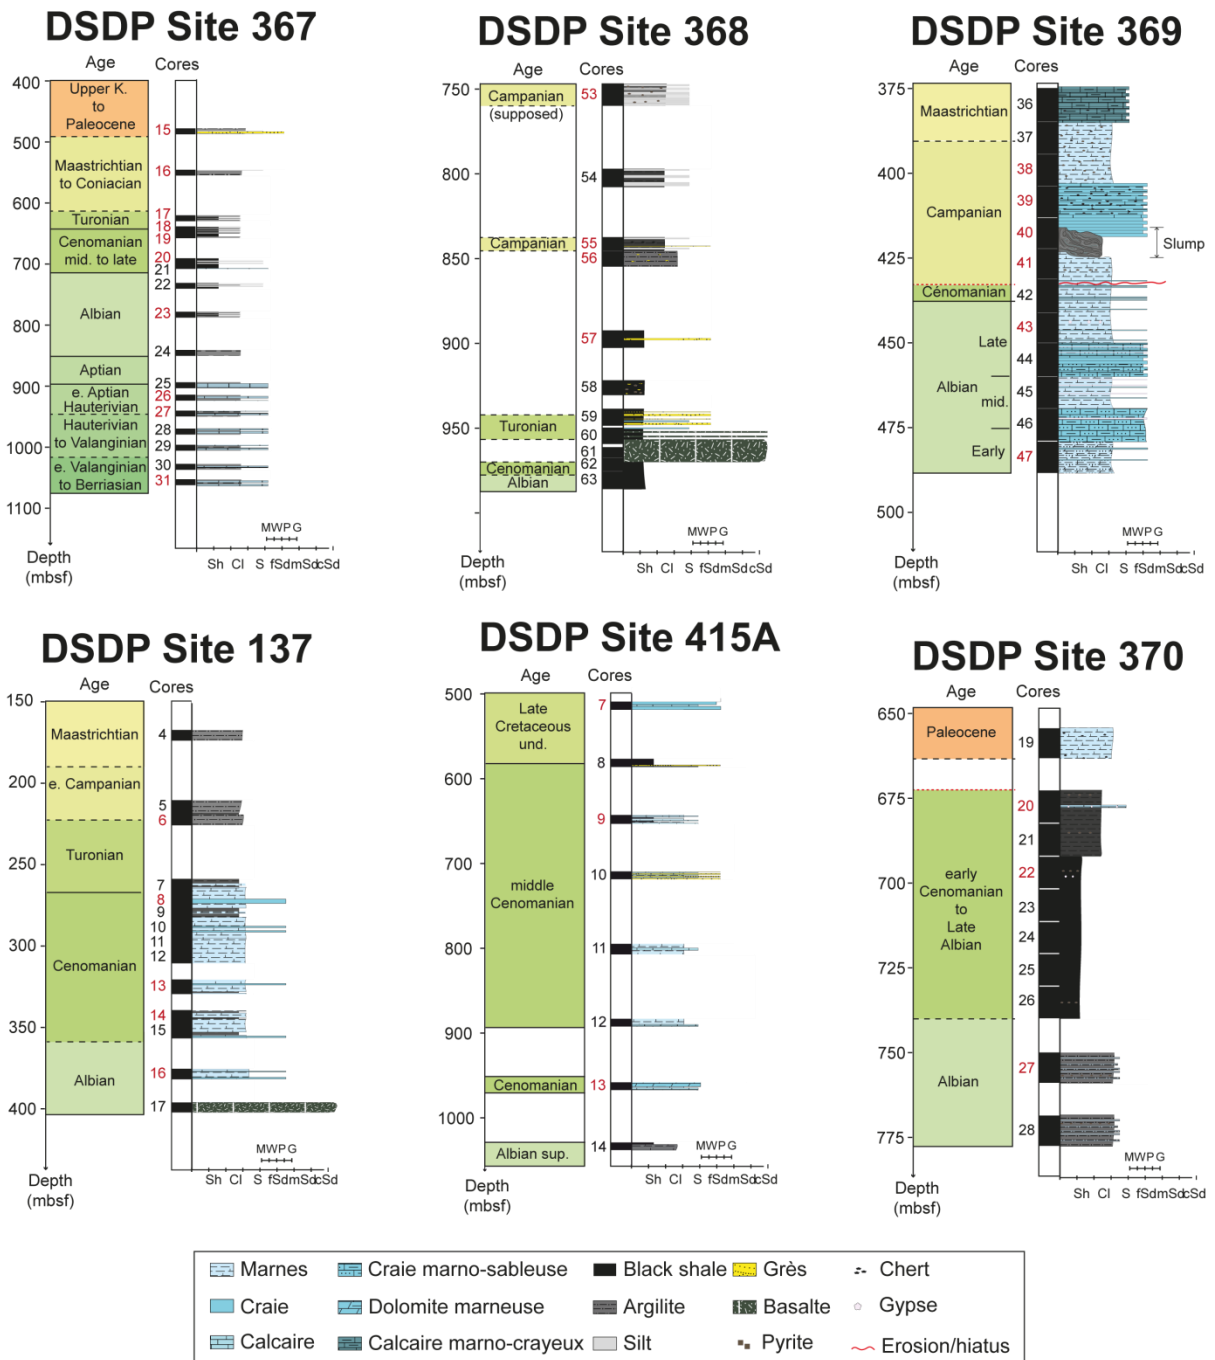 DSDP Site 367
Age Cores
400
500
600
700
800
900
1000
1100
Upper K.
to
Paleocene
Maastrichtian
to Coniacian
Turonian
Cenomanian
mid. to late
Albian
Aptian
e. Aptian
Hauterivian
Hauterivian
to Valanginian
e. Valanginian
to Berriasian
15
16
17
18
19
20
21
22
23
24
25
26
27
28
29
30
31
MWPG
Sh Cl S fSdmSdcSd
Depth
(mbsf)
DSDP Site 368
Age Cores
750
800
850
900
950
Campanian
(supposed)
Campanian
Turonian
Cenomanian
Albian
53
54
55
56
57
58
59
60
61
62
63
MWPG
Sh Cl S fSdmSdcSd
Depth
(mbsf)
DSDP Site 369
Age Cores
375
400
425
450
475
500
Maastrichtian
Campanian
Cénomanian
Late
Albian
mid.
Early
36
37
38
39
40
41
42
43
44
45
46
47
Slump
MWPG
Sh Cl S fSdmSdcSd
Depth
(mbsf)
DSDP Site 137
Age Cores
150
200
250
300
350
400
Maastrichtian
e. Campanian
Turonian
Cenomanian
Albian
4
5
6
7
8
9
10
11
12
13
14
15
16
17
MWPG
Sh Cl S fSdmSdcSd
Depth
(mbsf)
DSDP Site 415A
Age Cores
500
600
700
800
900
1000
Late
Cretaceous
und.
middle
Cenomanian
Cenomanian
Albian sup.
7
8
9
10
11
12
13
14
MWPG
Sh Cl S fSdmSdcSd
Depth
(mbsf)
DSDP Site 370
Age Cores
650
675
700
725
750
775
Paleocene
early
Cenomanian
to
Late
Albian
Albian
19
20
21
22
23
24
25
26
27
28
MWPG
Sh Cl S fSdmSdcSd
Depth
(mbsf)
Marnes Craie marno-sableuse Black shale Grès Chert
Craie Dolomite marneuse Argilite Basalte Gypse
Calcaire Calcaire marno-crayeux Silt Pyrite Erosion/hiatus